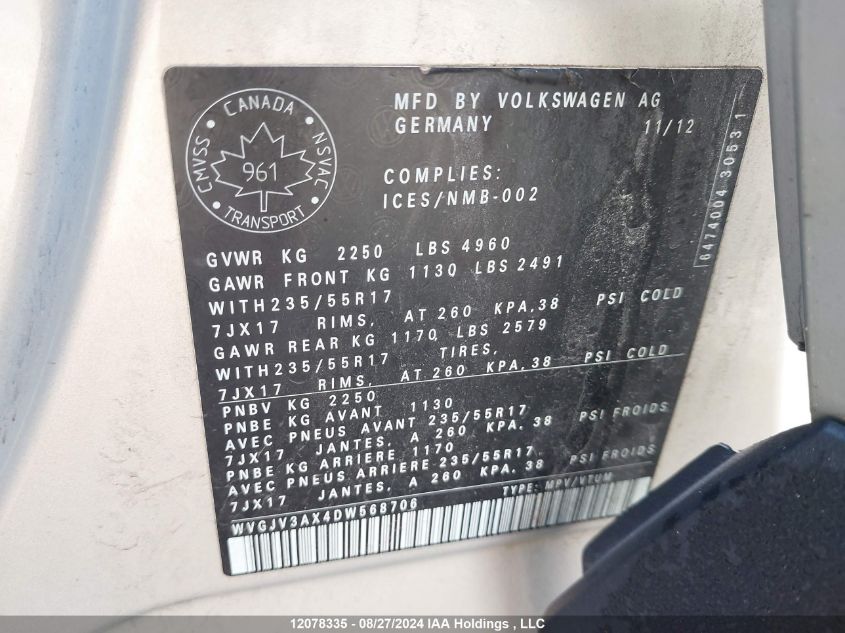 CANADA
CMVSS
NSVAC
961
TRANSPORT
MFD BY VOLKSWAGEN AG
GERMANY 11/12
COMPLIES:
ICES/NMB-002
6474004 30531
GVWR KG 2250 LBS 4960
GAWR FRONT KG 1130 LBS 2491
WITH235/55R17
7JX17 RIMS, AT 260 KPA,38 PSI COLD
GAWR REAR KG 1170 LBS 2579
WITH235/55R17 TIRES,
7JX17 RIMS, AT 260 KPA,38 PSI COLD
PNBV KG 2250
PNBE KG AVANT 1130
AVEC PNEUS AVANT 235/55R17
7JX17 JANTES, A 260 KPA. 38 PSI FROIDS
PNBE KG ARRIERE 1170
AVEC PNEUS ARRIERE 235/55R17
7JX17 JANTES, A 260 KPA. 38 PSI FROIDS
TYPE: MPV/VTUM
WVGJV3AX4DW568706
12078335 - 08/27/2024 IAA Holdings , LLC